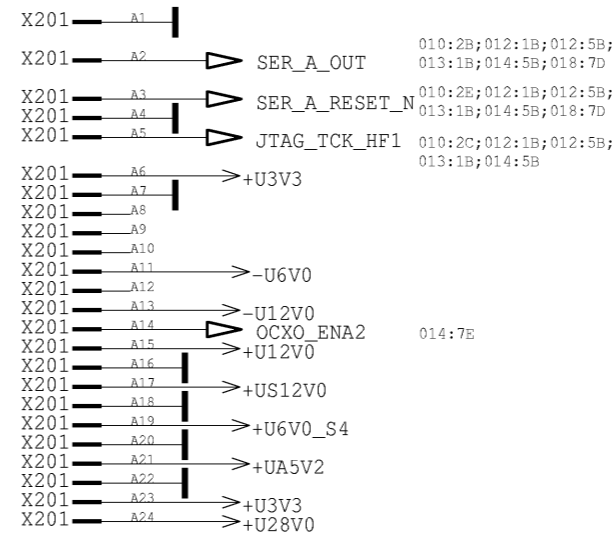 X201 A1
X201 A2 SER_A_OUT 010:2B;012:1B;012:5B;
013:1B;014:5B;018:7D
X201 A3 SER_A_RESET_N 010:2E;012:1B;012:5B;
X201 A4 013:1B;014:5B;018:7D
X201 A5 JTAG_TCK_HF1 010:2C;012:1B;012:5B;
013:1B;014:5B
X201 A6 +U3V3
X201 A7
X201 A8
X201 A9
X201 A10
X201 A11 -U6V0
X201 A12
X201 A13 -U12V0
X201 A14 OCXO_ENA2 014:7E
X201 A15 +U12V0
X201 A16
X201 A17 +US12V0
X201 A18
X201 A19 +U6V0_S4
X201 A20
X201 A21 +UA5V2
X201 A22
X201 A23 +U3V3
X201 A24 +U28V0